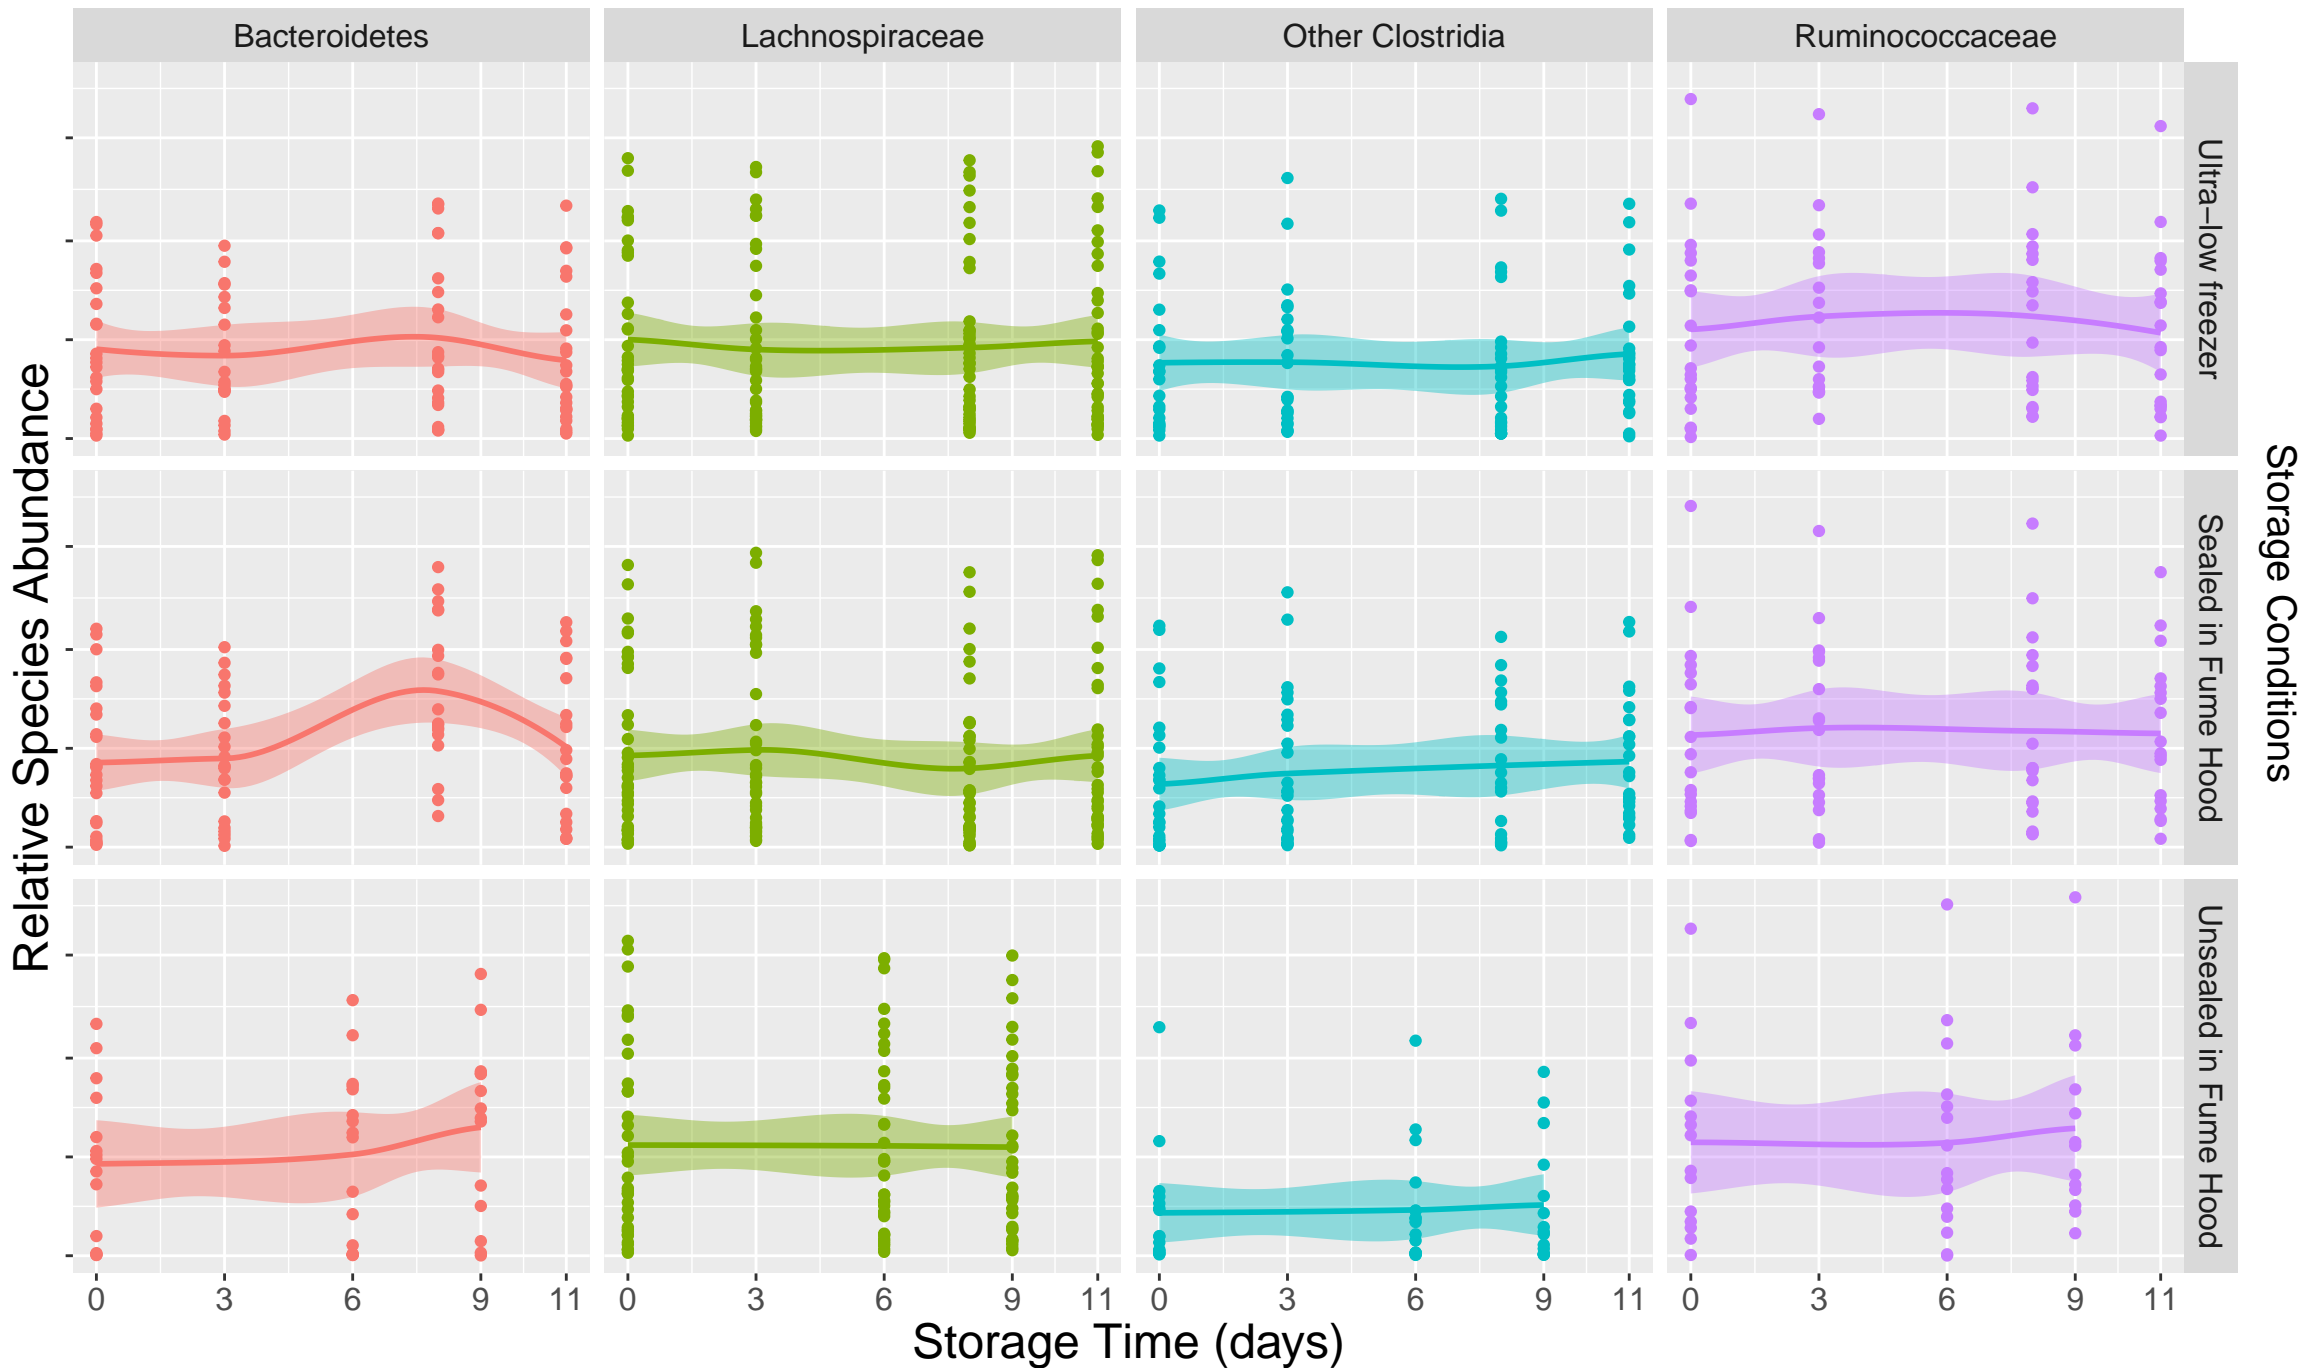 Bacteroidetes
Lachnospiraceae
Other Clostridia
Ruminococcaceae
Ultra−low freezer
Sealed in Fume Hood
Unsealed in Fume Hood
Storage Conditions
Relative Species Abundance
0 3 6 9 11
0 3 6 9 11
0 3 6 9 11
0 3 6 9 11
Storage Time (days)